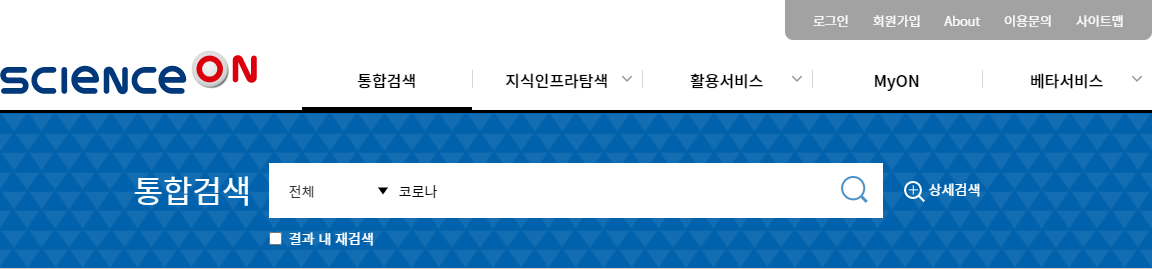 로그인 회원가입 About 이용문의 사이트맵
SCIENCE ON
통합검색 지식인프라탐색 활용서비스 MyON 베타서비스
통합검색 전체 코로나 상세검색
결과 내 재검색